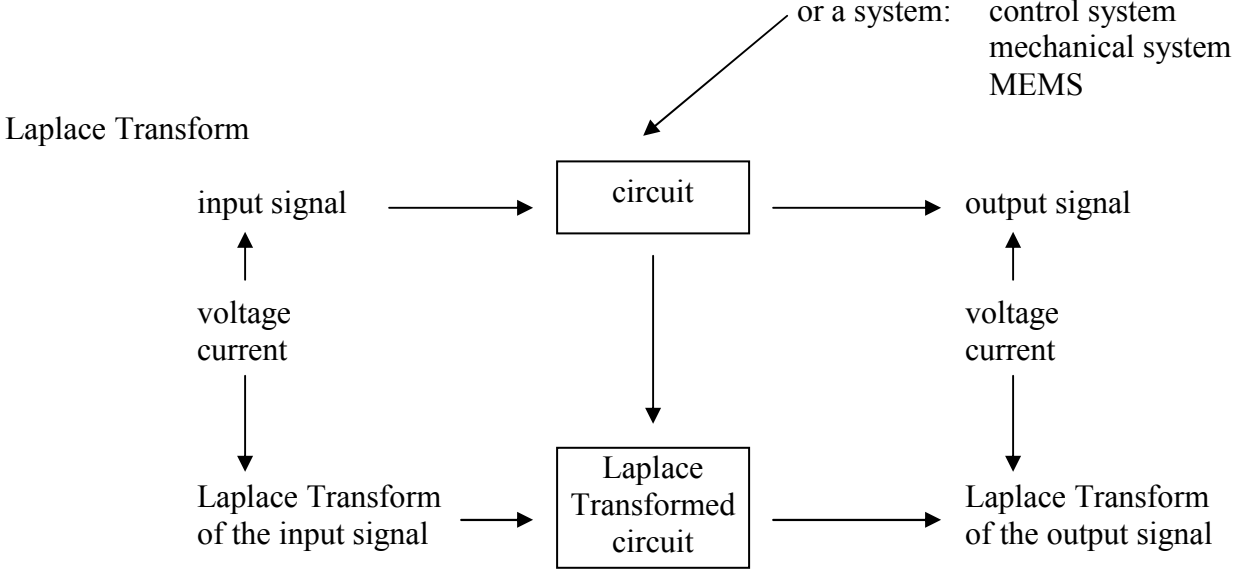 or a system: control system
mechanical system
MEMS
Laplace Transform
circuit
input signal
output signal
voltage
current
voltage
current
Laplace
Transformed
circuit
Laplace Transform
of the input signal
Laplace Transform
of the output signal